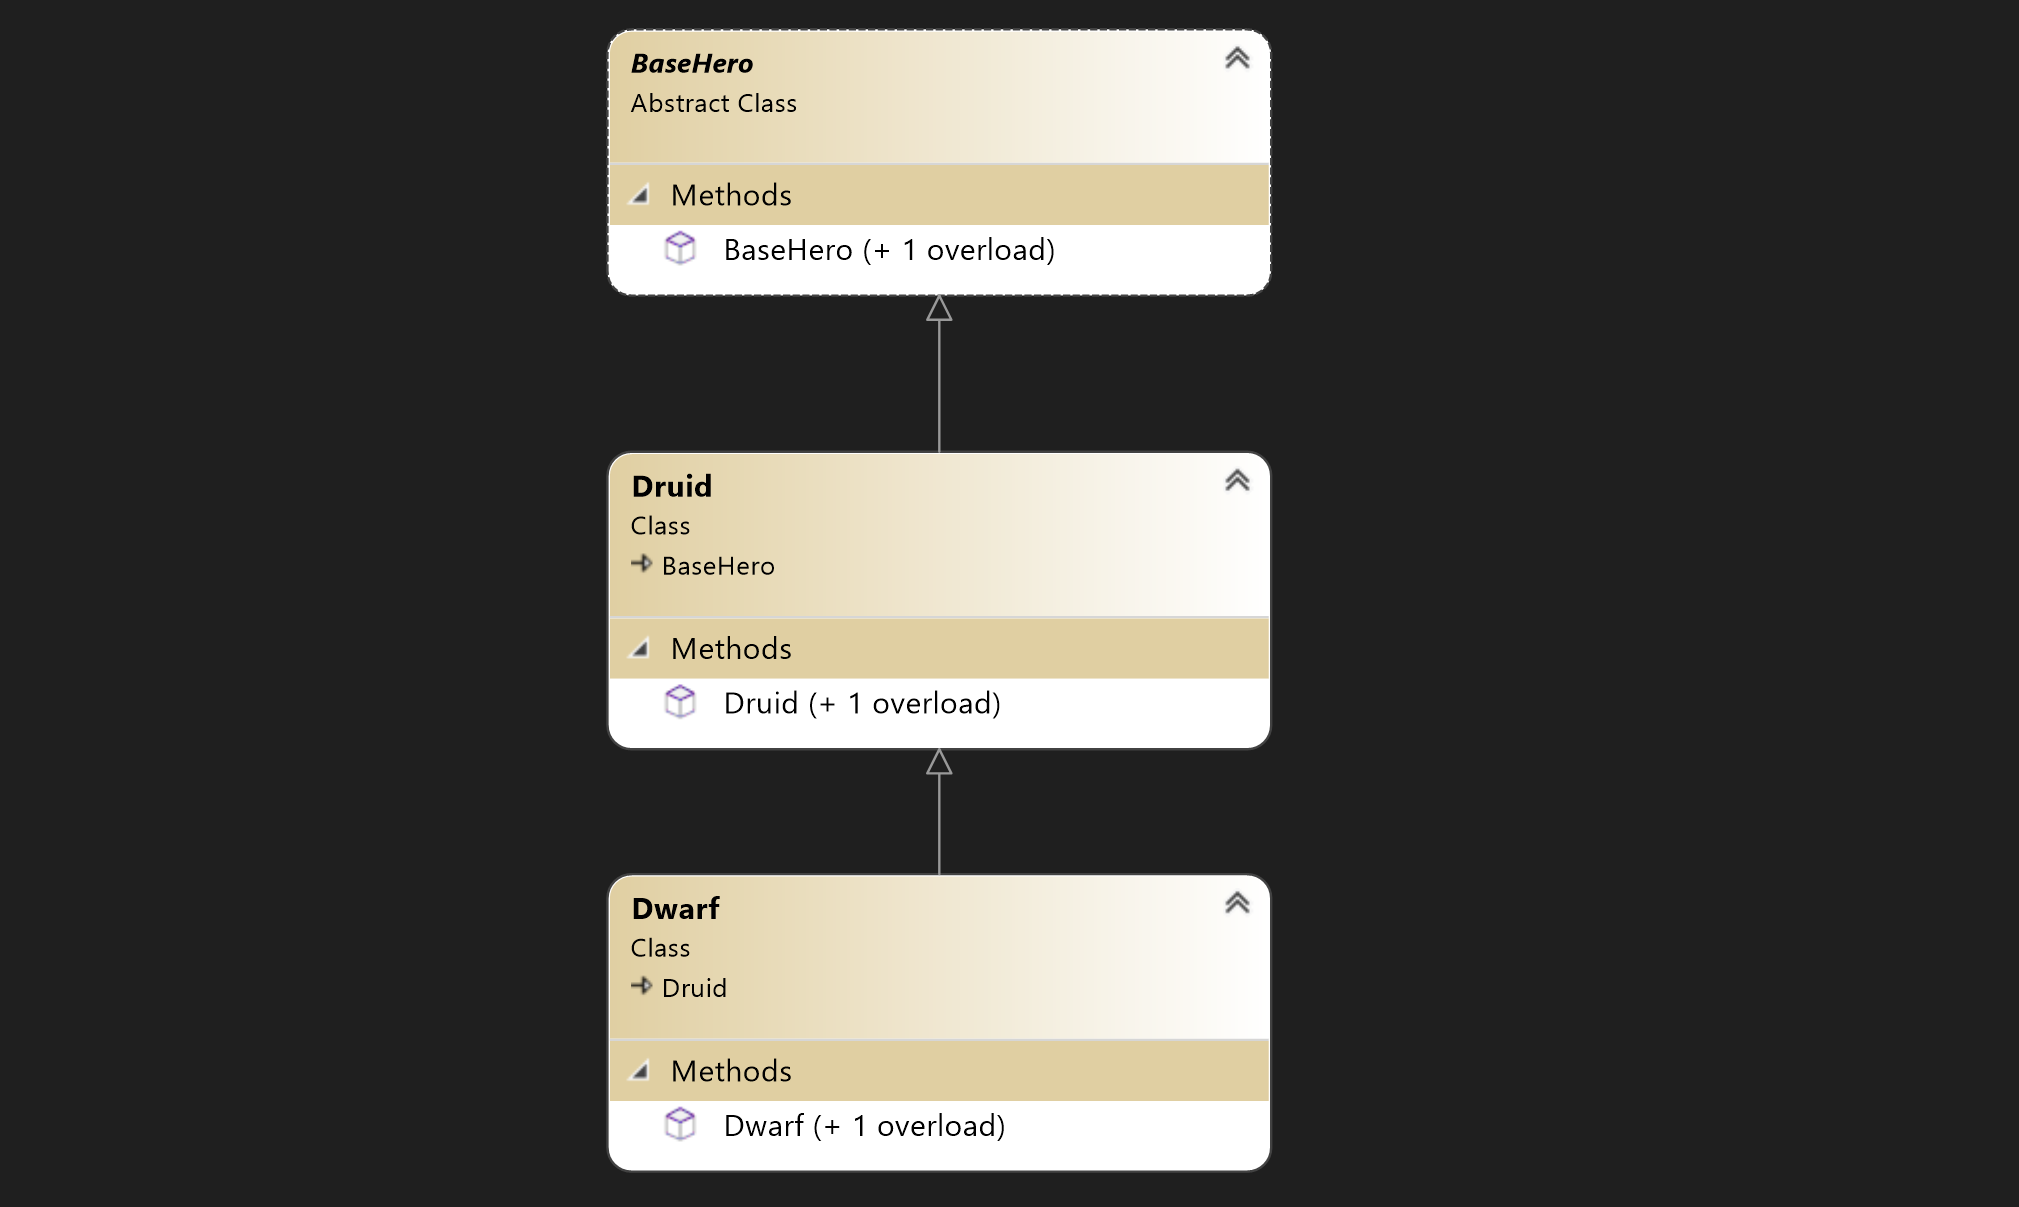 BaseHero
Abstract Class
Methods
BaseHero (+ 1 overload)
Druid
Class
BaseHero
Methods
Druid (+ 1 overload)
Dwarf
Class
Druid
Methods
Dwarf (+ 1 overload)